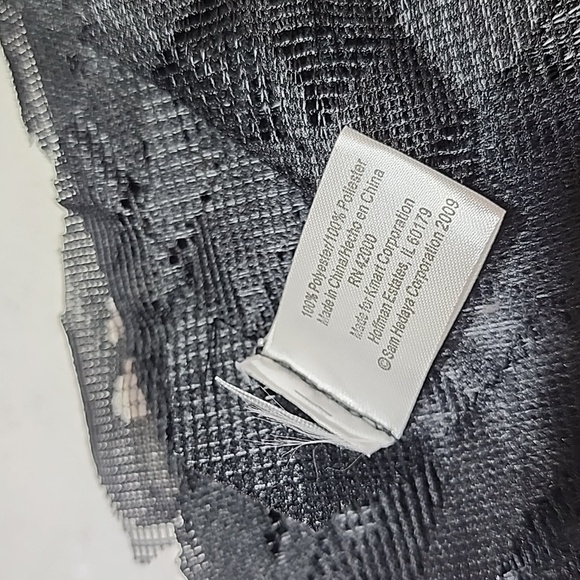 100% Polyester/100% Poliester
Made in China/Hecho en China
RN 42000
Made for Kmart Corporation
Hoffman Estates, IL 60179
©Sam Hedaya Corporation 2009